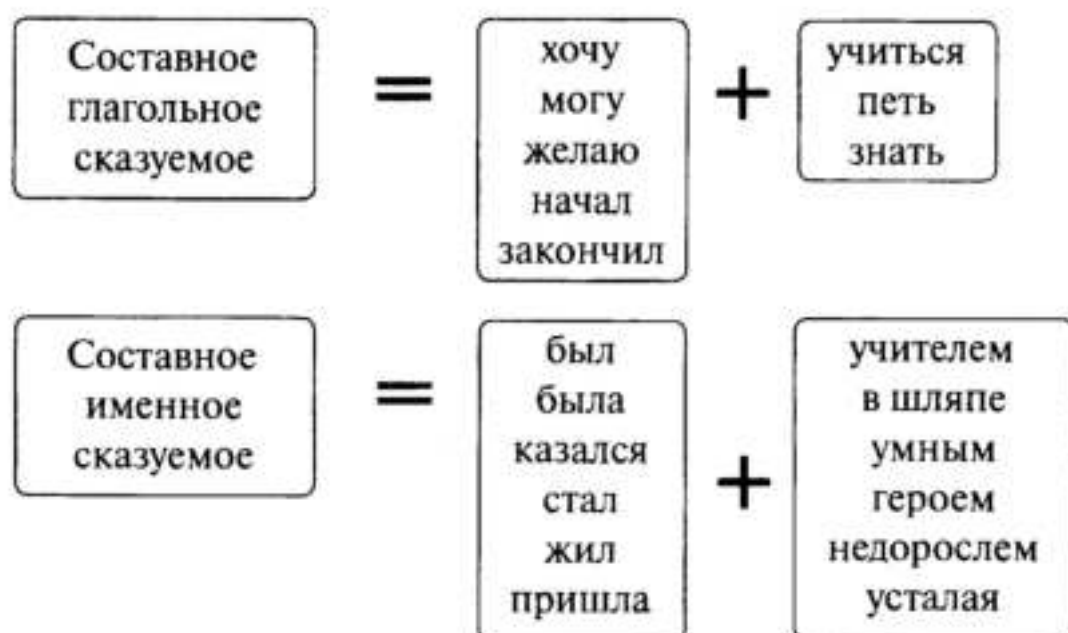 Составное
глагольное
сказуемое
=
хочу
могу
желаю
начал
закончил
+
учиться
петь
знать
Составное
именное
сказуемое
=
был
была
казался
стал
жил
пришла
+
учителем
в шляпе
умным
героем
недорослем
усталая